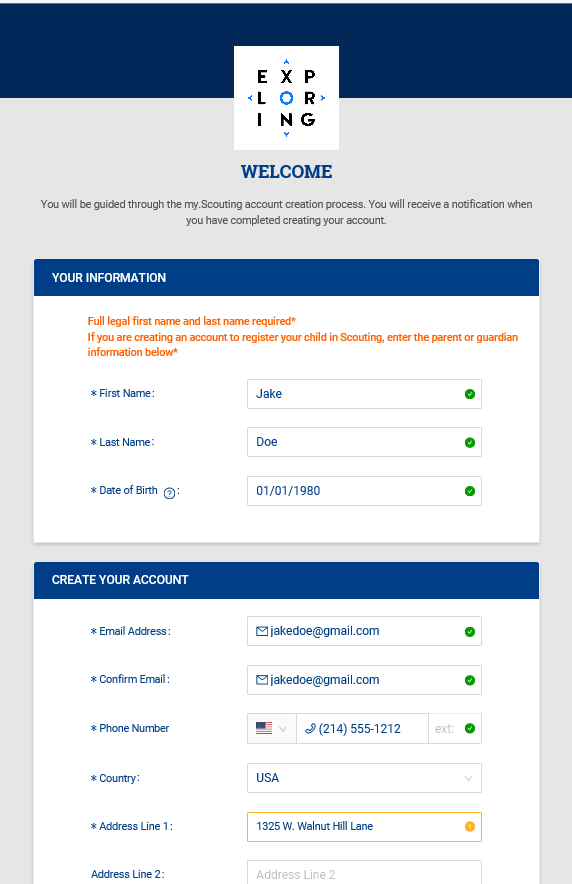 EXP
LOR
ING
WELCOME
You will be guided through the my.Scouting account creation process. You will receive a notification when
you have completed creating your account.
YOUR INFORMATION
Full legal first name and last name required*
If you are creating an account to register your child in Scouting, enter the parent or guardian
information below*
* First Name: Jake
* Last Name: Doe
* Date of Birth ? : 01/01/1980
CREATE YOUR ACCOUNT
* Email Address: jakedoe@gmail.com
* Confirm Email: jakedoe@gmail.com
* Phone Number (214) 555-1212 ext:
* Country: USA
* Address Line 1: 1325 W. Walnut Hill Lane
Address Line 2: Address Line 2